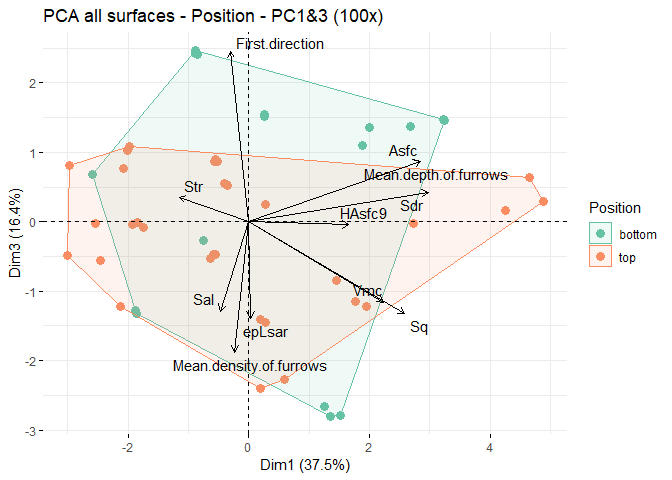 PCA all surfaces - Position - PC1&3 (100x)
First.direction
2
Asfc
1
Mean.depth.of.furrows
Str
Sdr
HAsfc9
0
Position
bottom
top
Dim3 (16.4%)
Vmc
-1
Sal
epLsar
Sq
Mean.density.of.furrows
-2
-3
-2 0 2 4
Dim1 (37.5%)